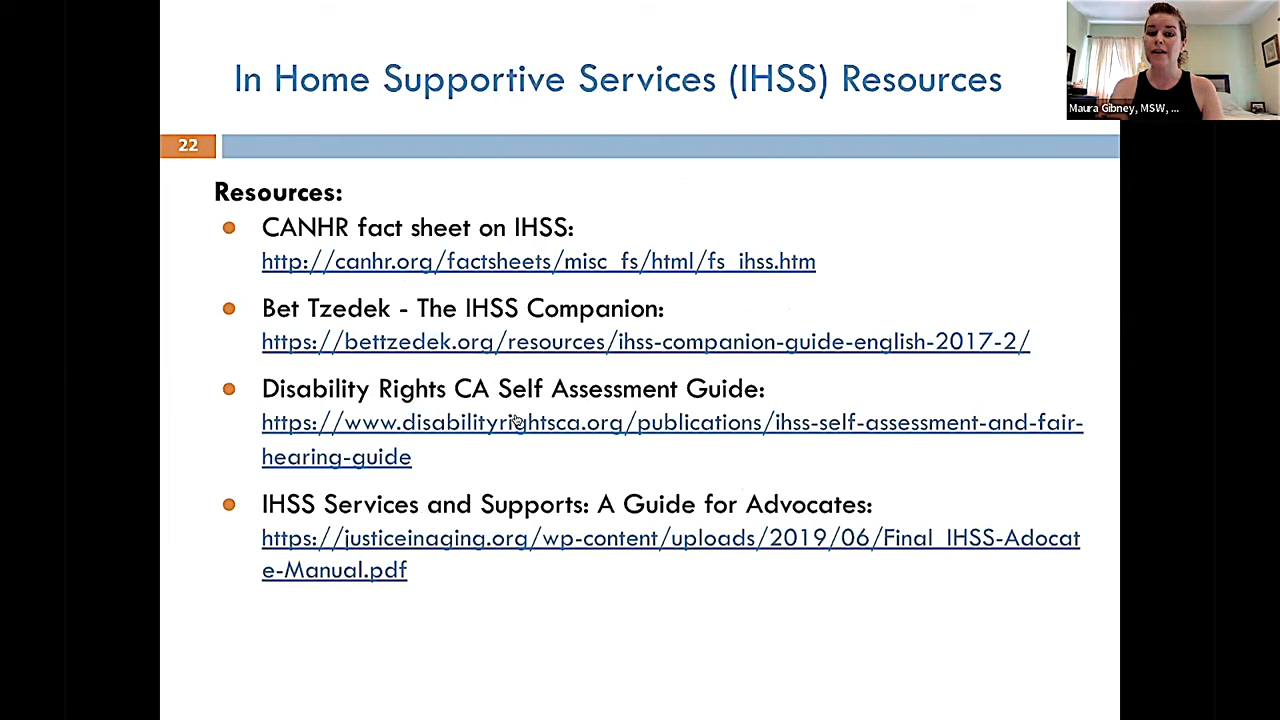 In Home Supportive Services (IHSS) Resources
Maura Gibney, MSW, ...
22
Resources:
CANHR fact sheet on IHSS:
http://canhr.org/factsheets/misc_fs/html/fs_ihss.htm
Bet Tzedek - The IHSS Companion:
https://bettzedek.org/resources/ihss-companion-guide-english-2017-2/
Disability Rights CA Self Assessment Guide:
https://www.disabilityrightsca.org/publications/ihss-self-assessment-and-fair-
hearing-guide
IHSS Services and Supports: A Guide for Advocates:
https://justiceinaging.org/wp-content/uploads/2019/06/Final_IHSS-Adocat
e-Manual.pdf